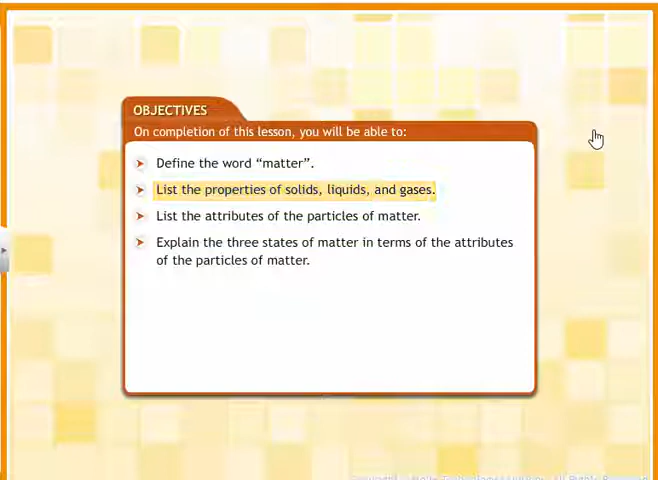 OBJECTIVES
On completion of this lesson, you will be able to:
Define the word “matter”.
List the properties of solids, liquids, and gases.
List the attributes of the particles of matter.
Explain the three states of matter in terms of the attributes
of the particles of matter.